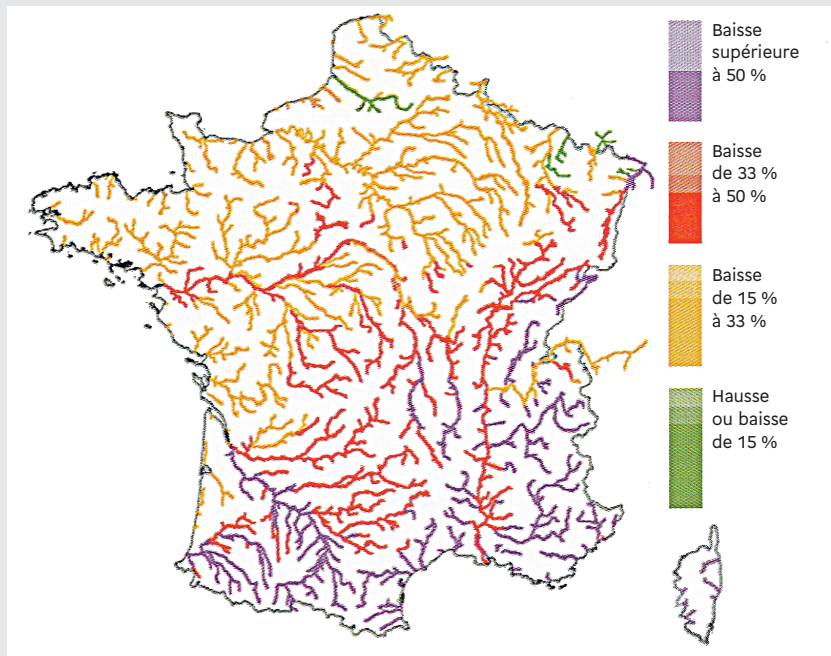 Baisse
supérieure
à 50 %
Baisse
de 33 %
à 50 %
Baisse
de 15 %
à 33 %
Hausse
ou baisse
de 15 %